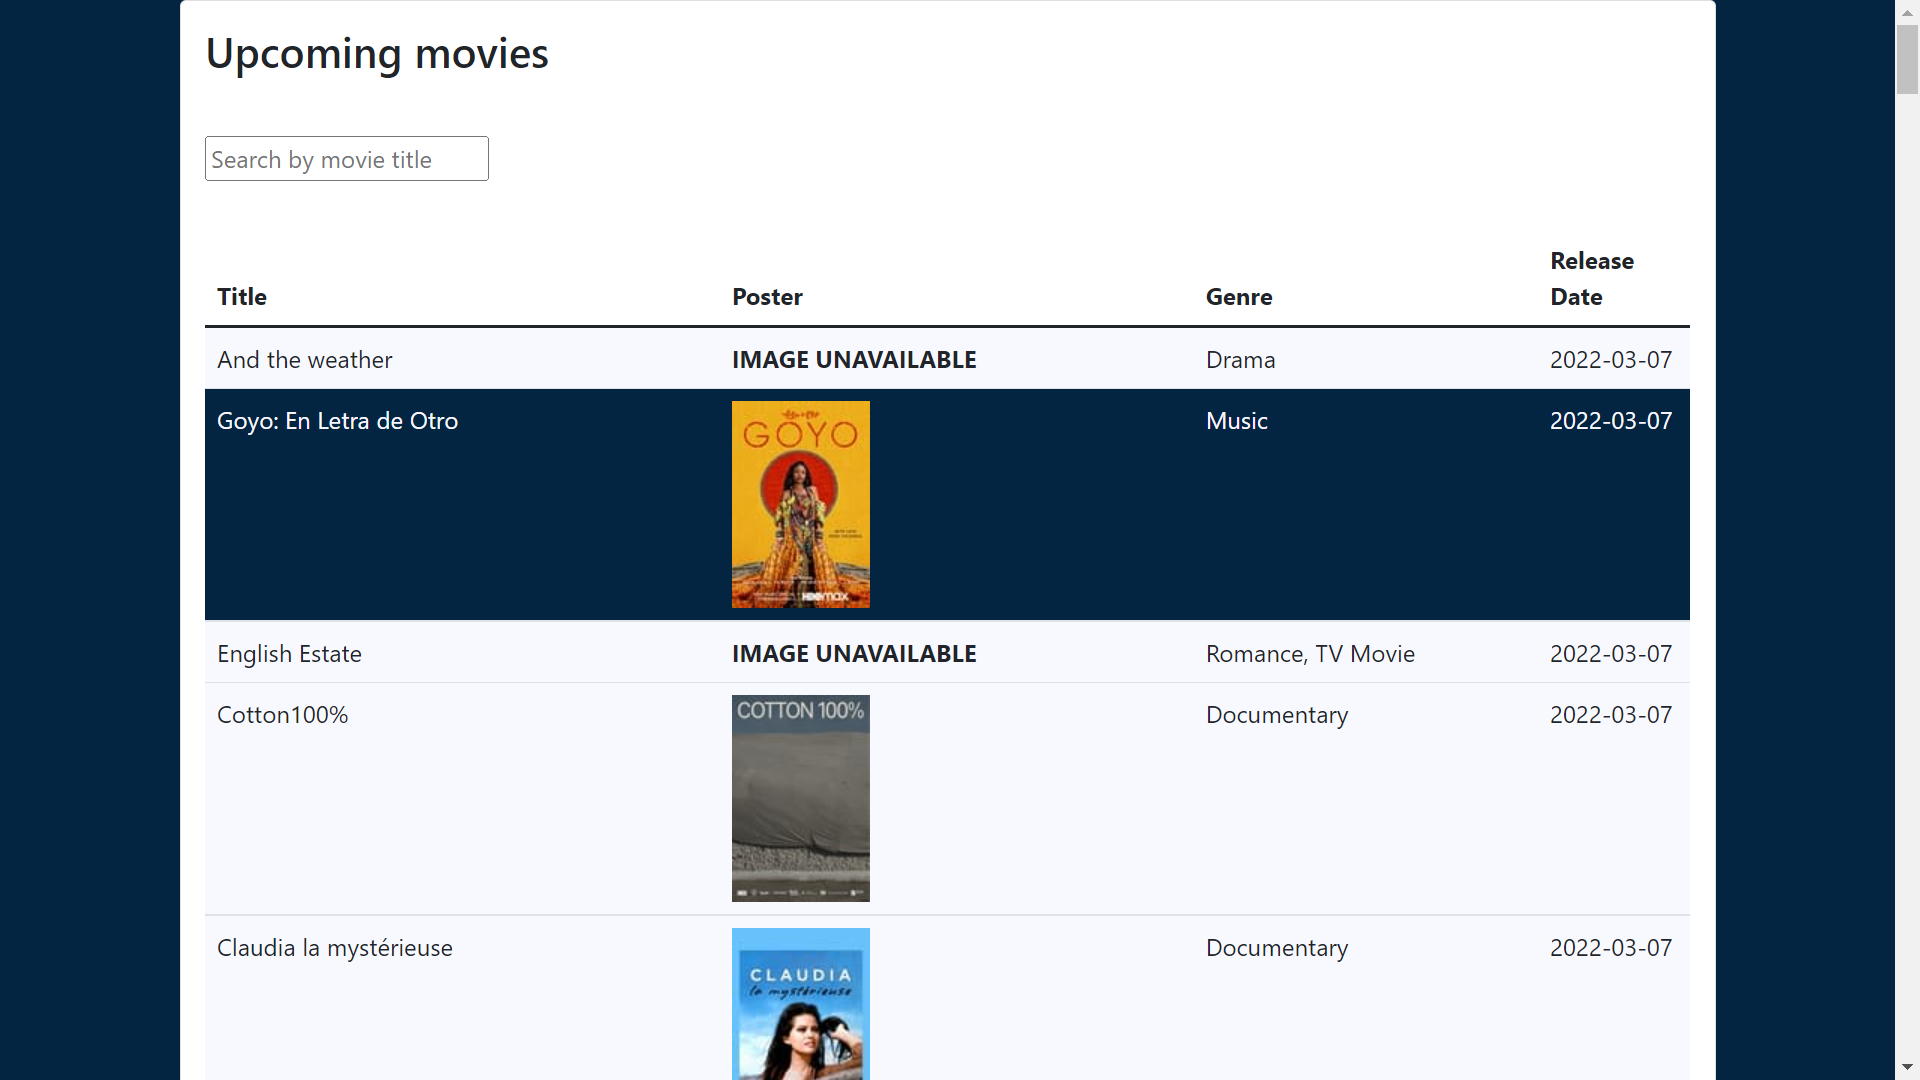 Upcoming movies
Search by movie title
Title Poster Genre Release Date
And the weather IMAGE UNAVAILABLE Drama 2022-03-07
Goyo: En Letra de Otro Music 2022-03-07
GOYO
HBOmax
English Estate IMAGE UNAVAILABLE Romance, TV Movie 2022-03-07
Cotton100% Documentary 2022-03-07
COTTON 100%
Claudia la mystérieuse Documentary 2022-03-07
CLAUDIA
la mystérieuse